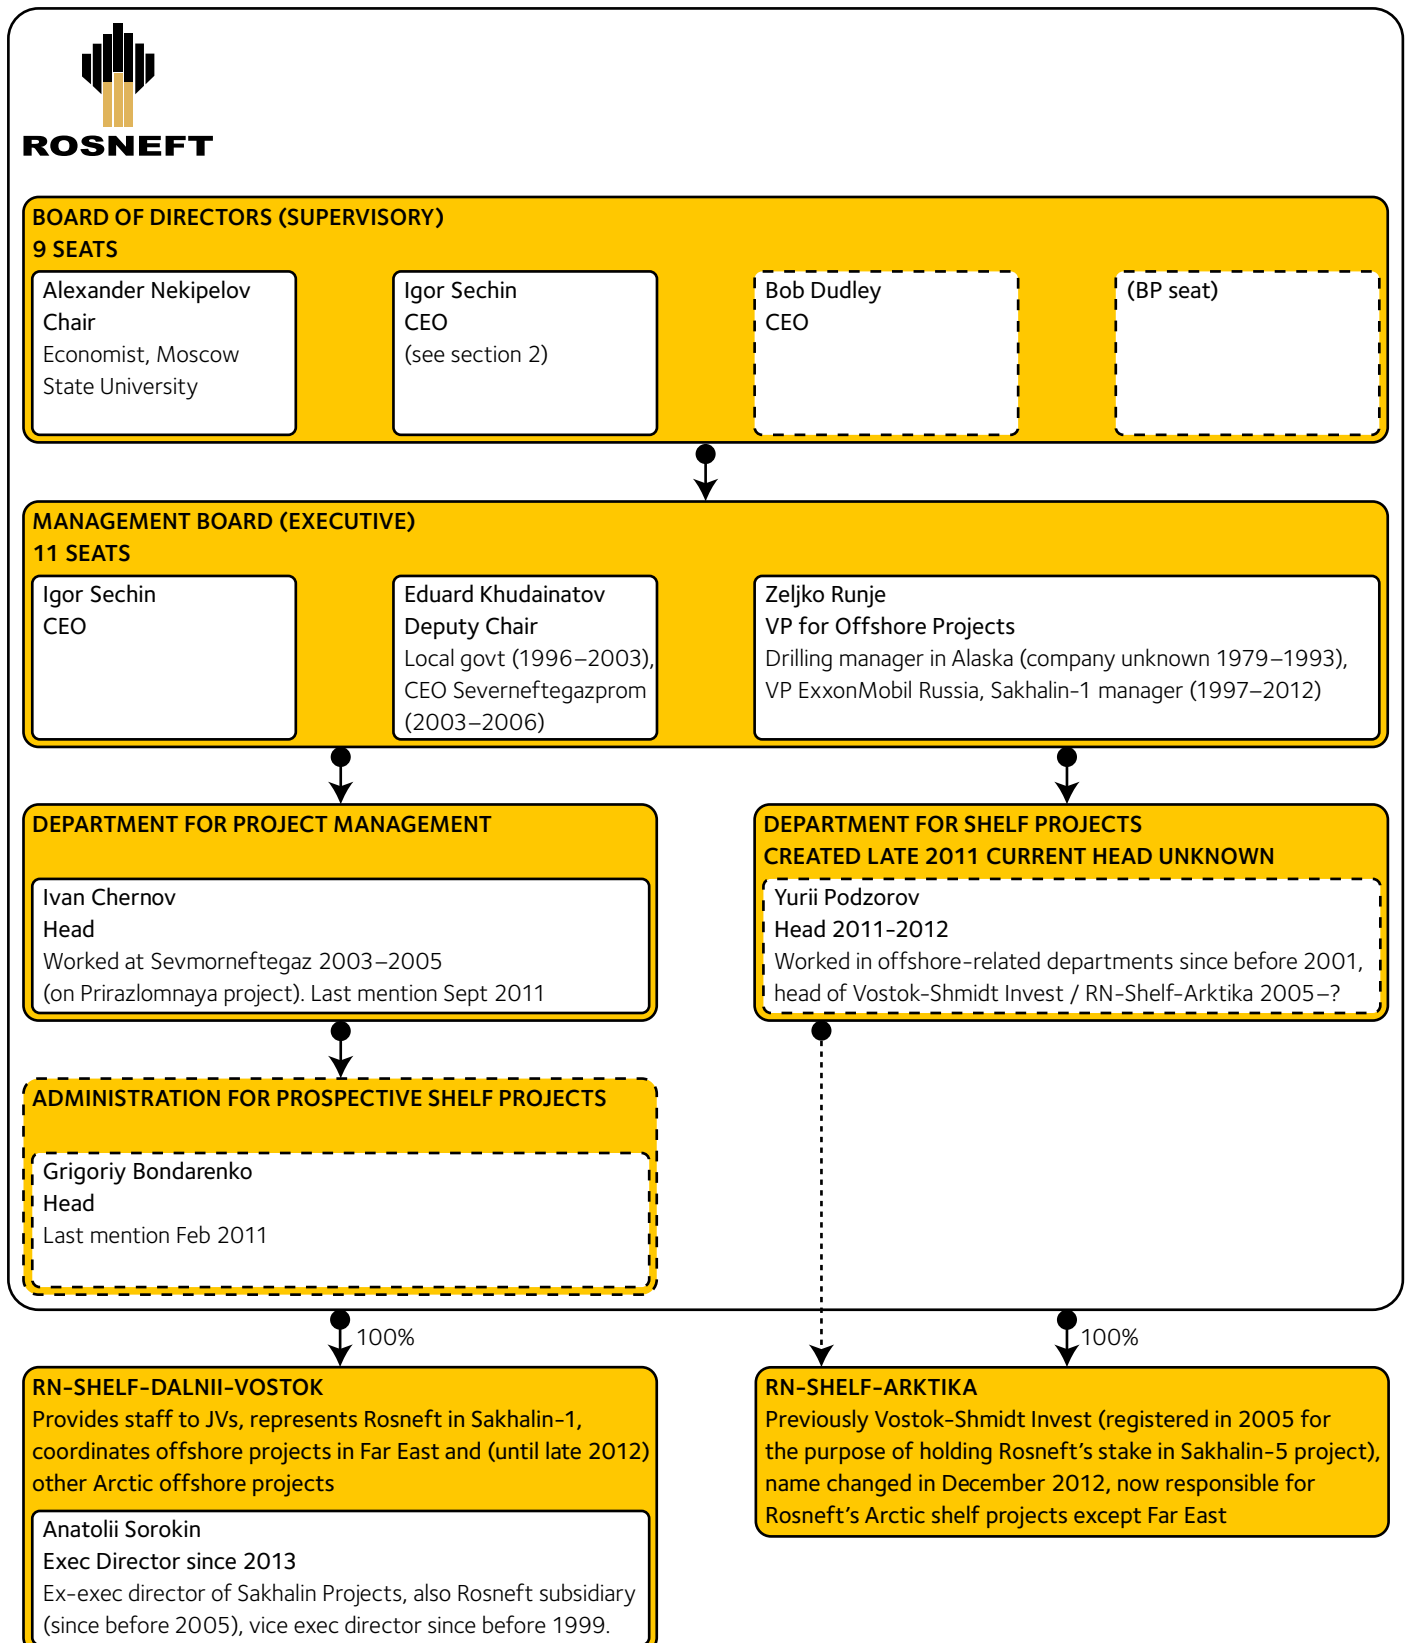 ROSNEFT
BOARD OF DIRECTORS (SUPERVISORY)
9 SEATS
Alexander Nekipelov
Chair
Economist, Moscow
State University
Igor Sechin
CEO
(see section 2)
Bob Dudley
CEO
(BP seat)
MANAGEMENT BOARD (EXECUTIVE)
11 SEATS
Igor Sechin
CEO
Eduard Khudainatov
Deputy Chair
Local govt (1996–2003),
CEO Severneftegazprom
(2003–2006)
Zeljko Runje
VP for Offshore Projects
Drilling manager in Alaska (company unknown 1979–1993),
VP ExxonMobil Russia, Sakhalin-1 manager (1997–2012)
DEPARTMENT FOR PROJECT MANAGEMENT
Ivan Chernov
Head
Worked at Sevmorneftegaz 2003–2005
(on Prirazlomnaya project). Last mention Sept 2011
DEPARTMENT FOR SHELF PROJECTS
CREATED LATE 2011 CURRENT HEAD UNKNOWN
Yurii Podzorov
Head 2011-2012
Worked in offshore-related departments since before 2001,
head of Vostok-Shmidt Invest / RN-Shelf-Arktika 2005–?
ADMINISTRATION FOR PROSPECTIVE SHELF PROJECTS
Grigoriy Bondarenko
Head
Last mention Feb 2011
100%
100%
RN-SHELF-DALNII-VOSTOK
Provides staff to JVs, represents Rosneft in Sakhalin-1,
coordinates offshore projects in Far East and (until late 2012)
other Arctic offshore projects
Anatolii Sorokin
Exec Director since 2013
Ex-exec director of Sakhalin Projects, also Rosneft subsidiary
(since before 2005), vice exec director since before 1999.
RN-SHELF-ARKTIKA
Previously Vostok-Shmidt Invest (registered in 2005 for
the purpose of holding Rosneft’s stake in Sakhalin-5 project),
name changed in December 2012, now responsible for
Rosneft’s Arctic shelf projects except Far East